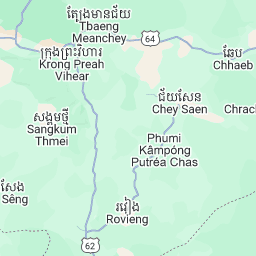 ត្បែងមានជ័យ
Tbaeng
Meanchey
64
ក្រុងព្រះវិហារ
Krong Preah
Vihear
ឆែប
Chhaeb
ជ័យសែន
Chey Saen
Chrach
សង្គមថ្មី
Sangkum
Thmei
Phumi
Kâmpóng
Putréa Chas
សែង
Sêng
រវៀង
Rovieng
62